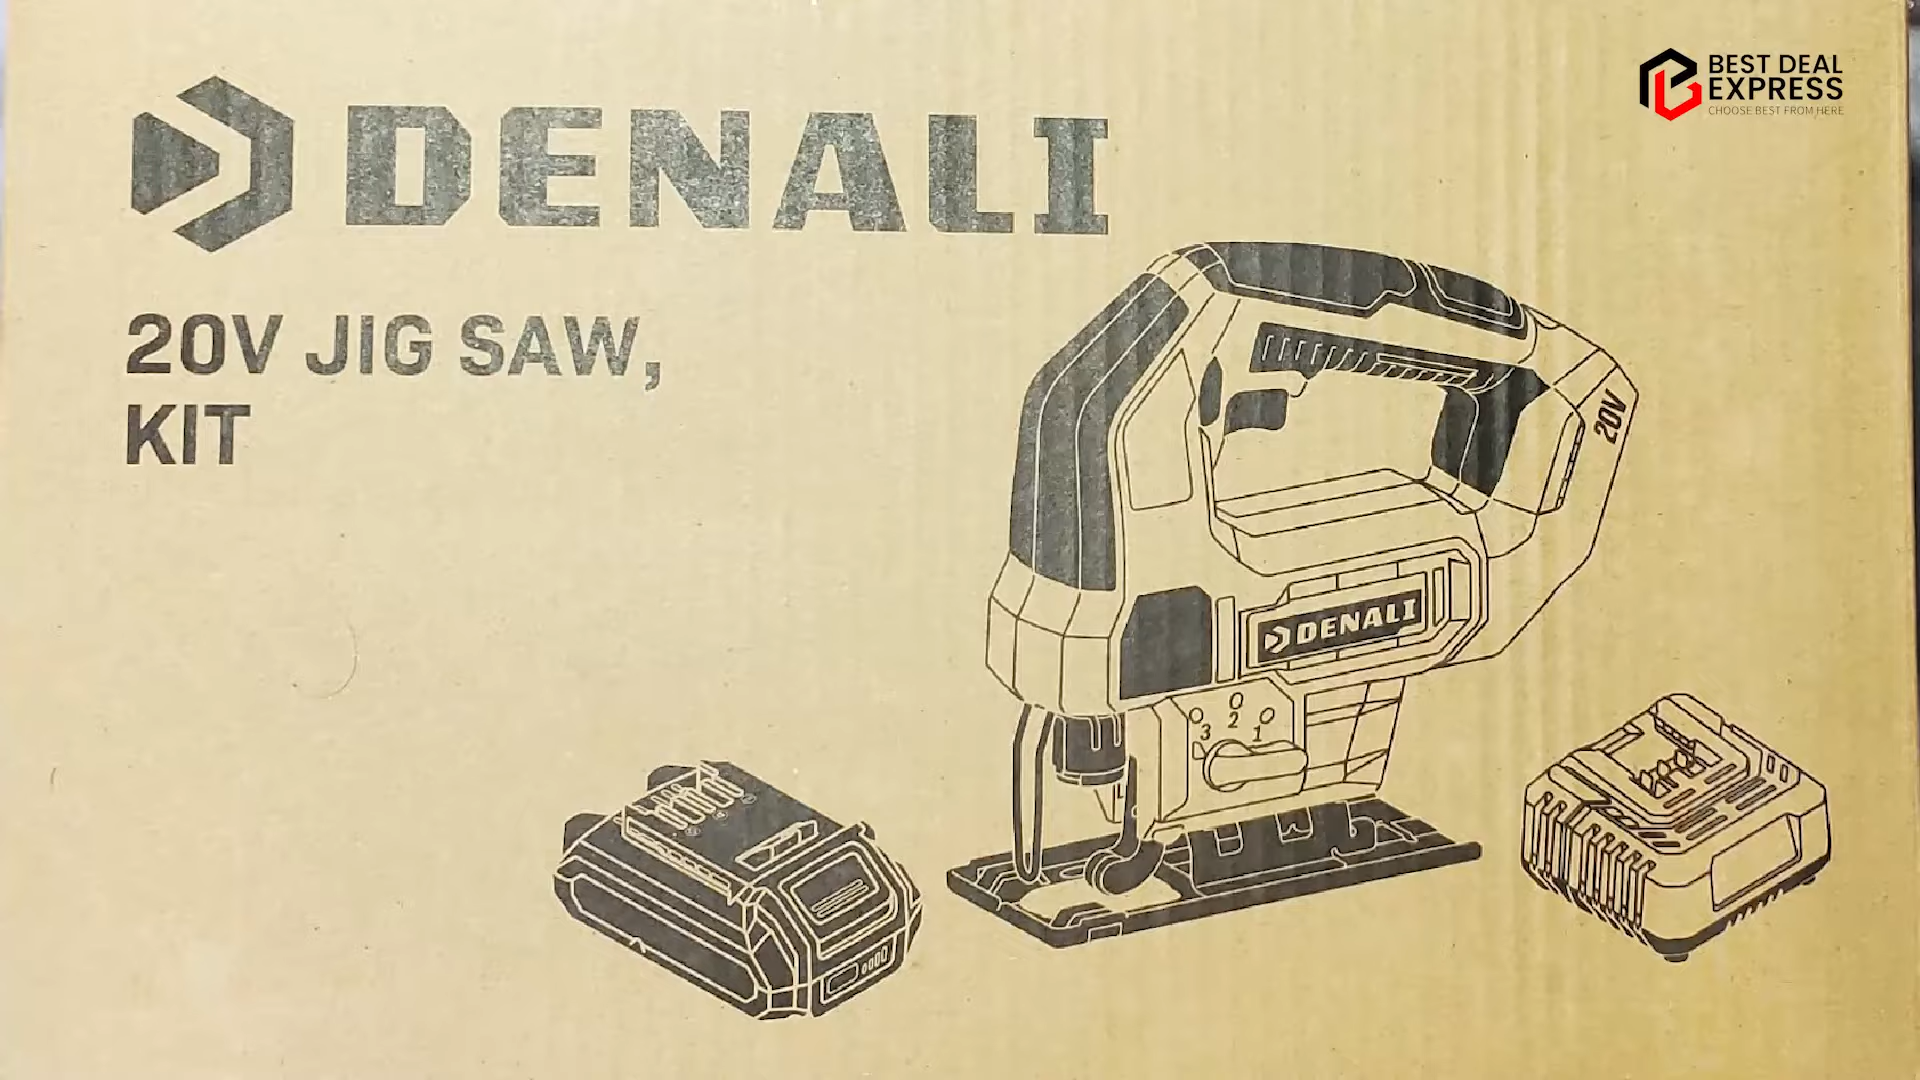 BEST DEAL
EXPRESS
CHOOSE BEST FROM HERE
DENALI
20V JIG SAW,
KIT
20V
DENALI
3 2 1